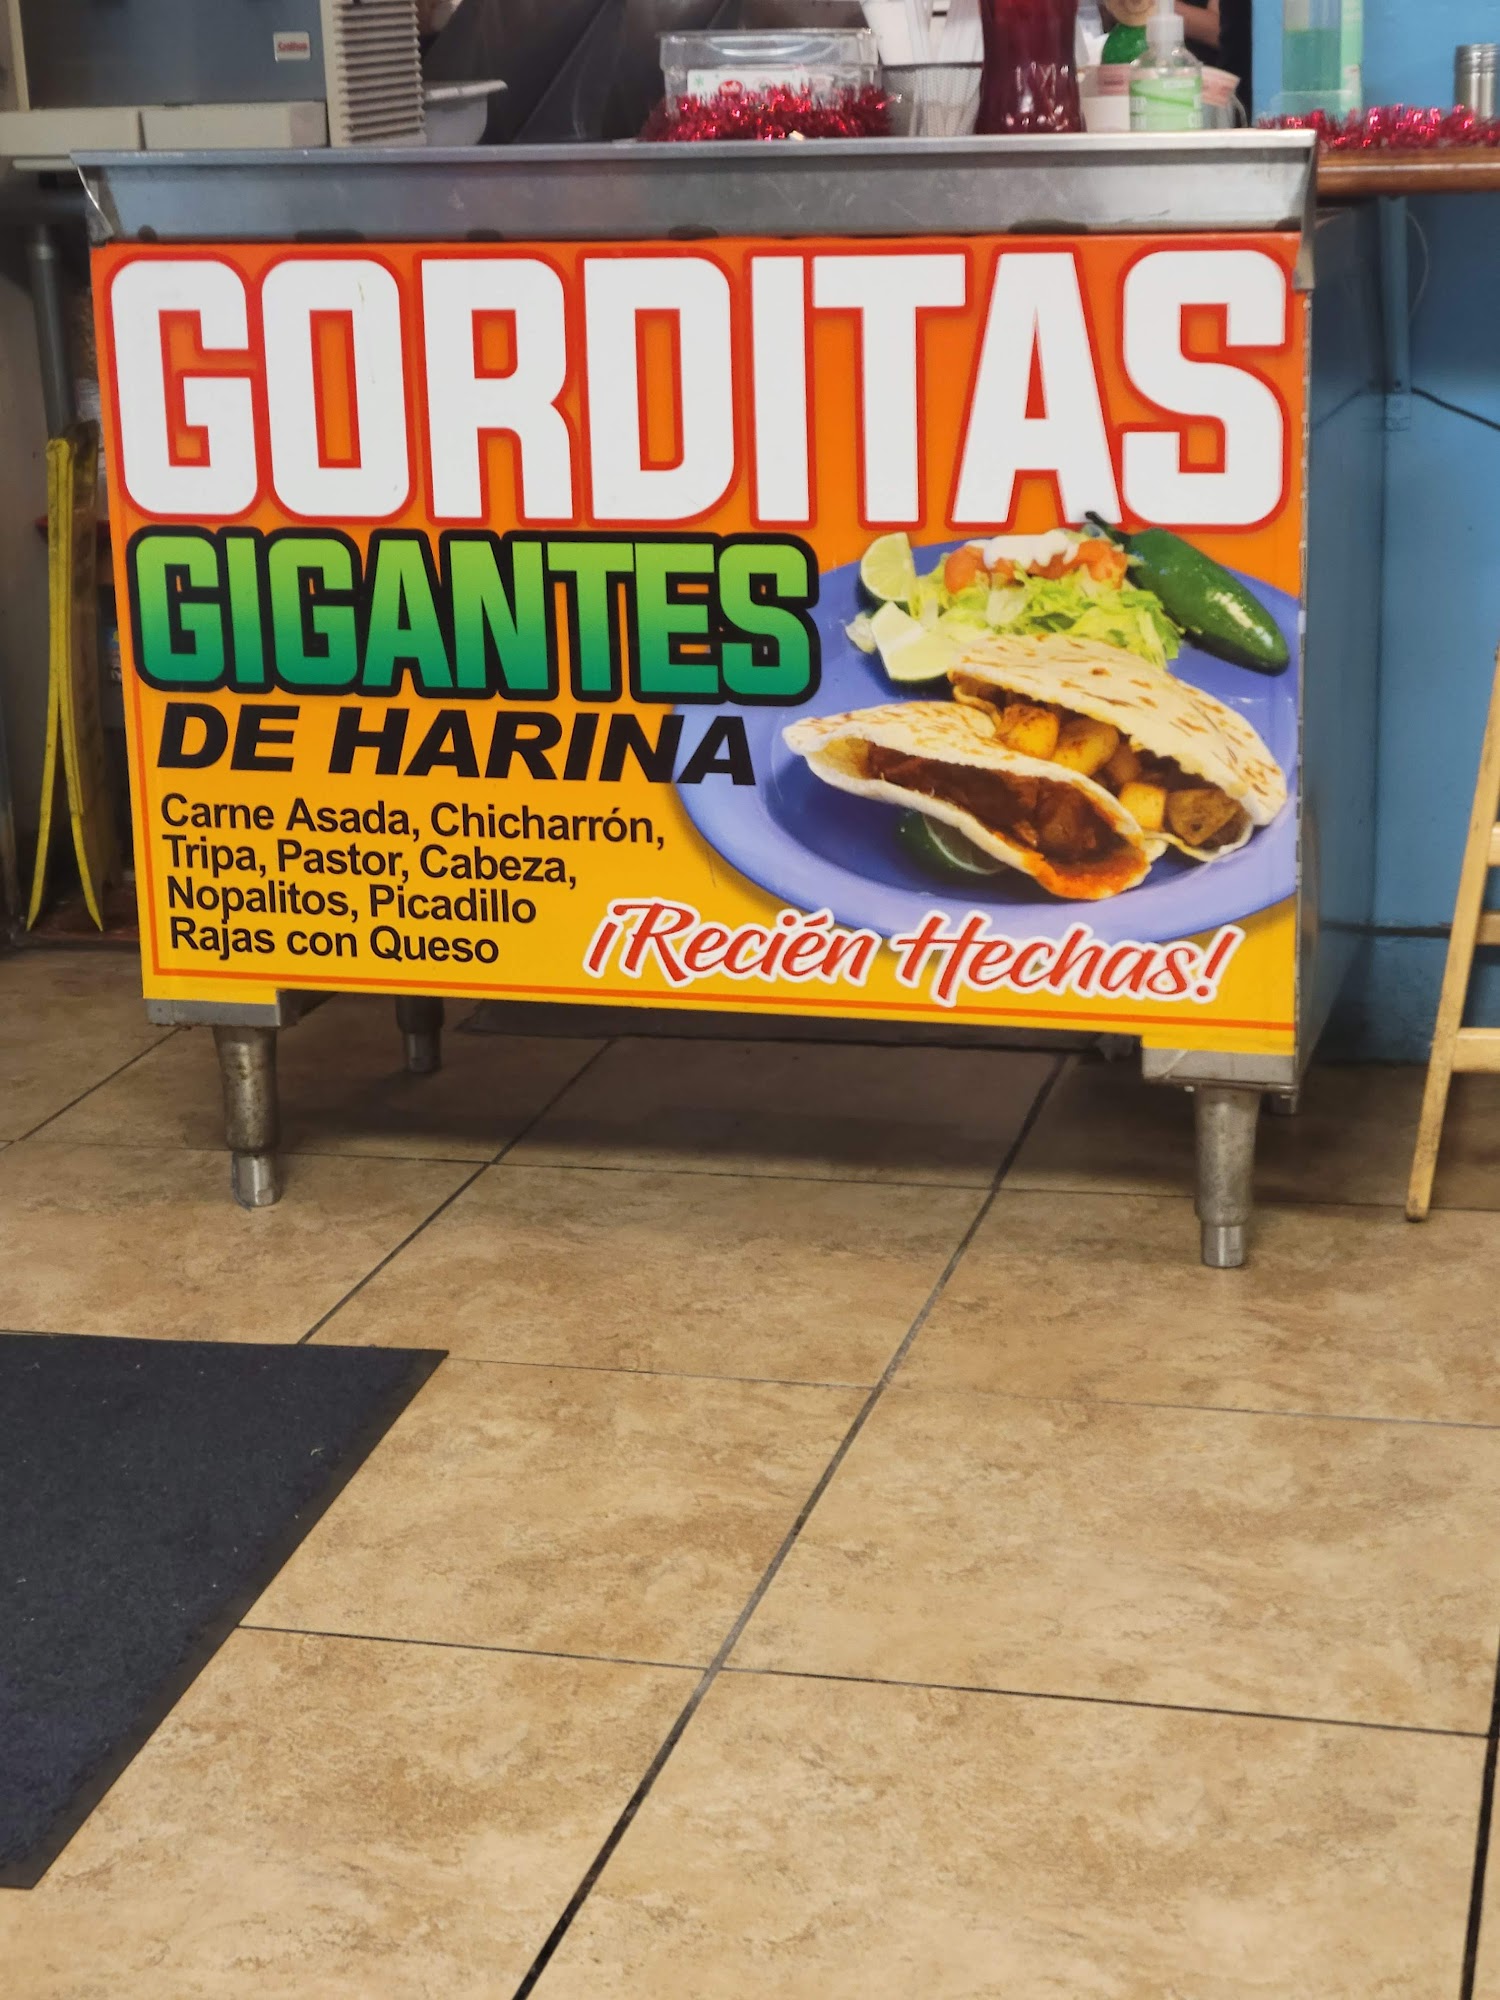 GORDITAS
GIGANTES
DE HARINA
Carne Asada, Chicharrón,
Tripa, Pastor, Cabeza,
Nopalitos, Picadillo
Rajas con Queso
¡Recién Hechas!